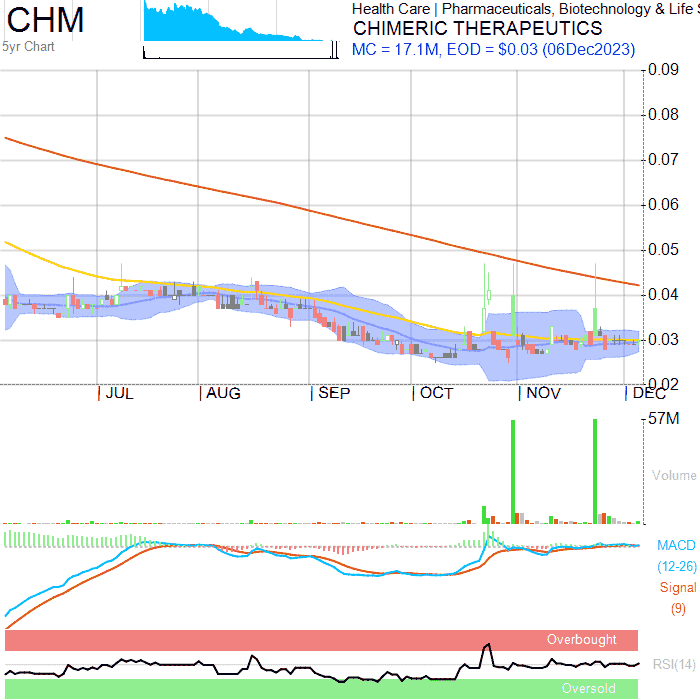 CHM
5yr Chart
Health Care | Pharmaceuticals, Biotechnology & Life S
CHIMERIC THERAPEUTICS
MC = 17.1M, EOD = $0.03 (06Dec2023)
0.09
0.08
0.07
0.06
0.05
0.04
0.03
0.02
JUL
AUG
SEP
OCT
NOV
DEC
57M
Volume
MACD
(12-26)
Signal
(9)
Overbought
RSI(14)
Oversold